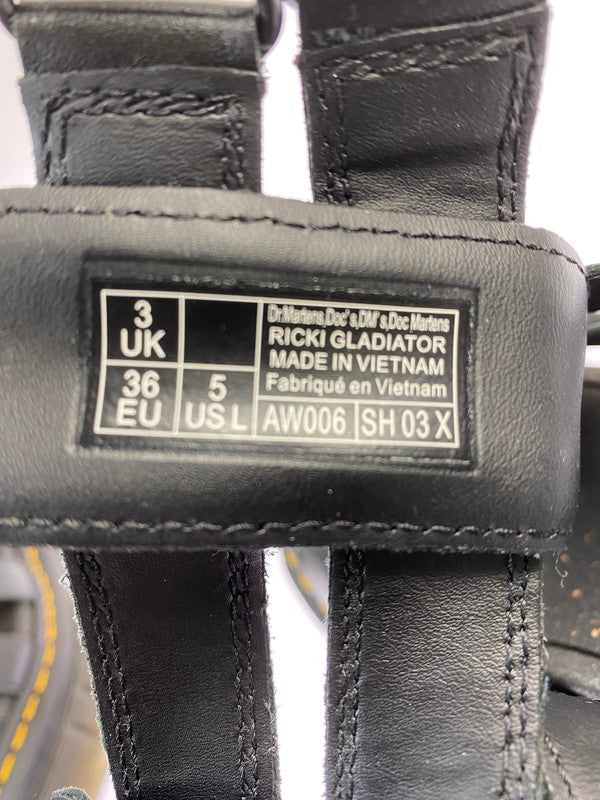 3
UK
36
EU
5
US L
Dr.Martens,Doc's,DM's,Doc Martens
RICKI GLADIATOR
MADE IN VIETNAM
Fabriqué en Vietnam
AW006
SH 03 X